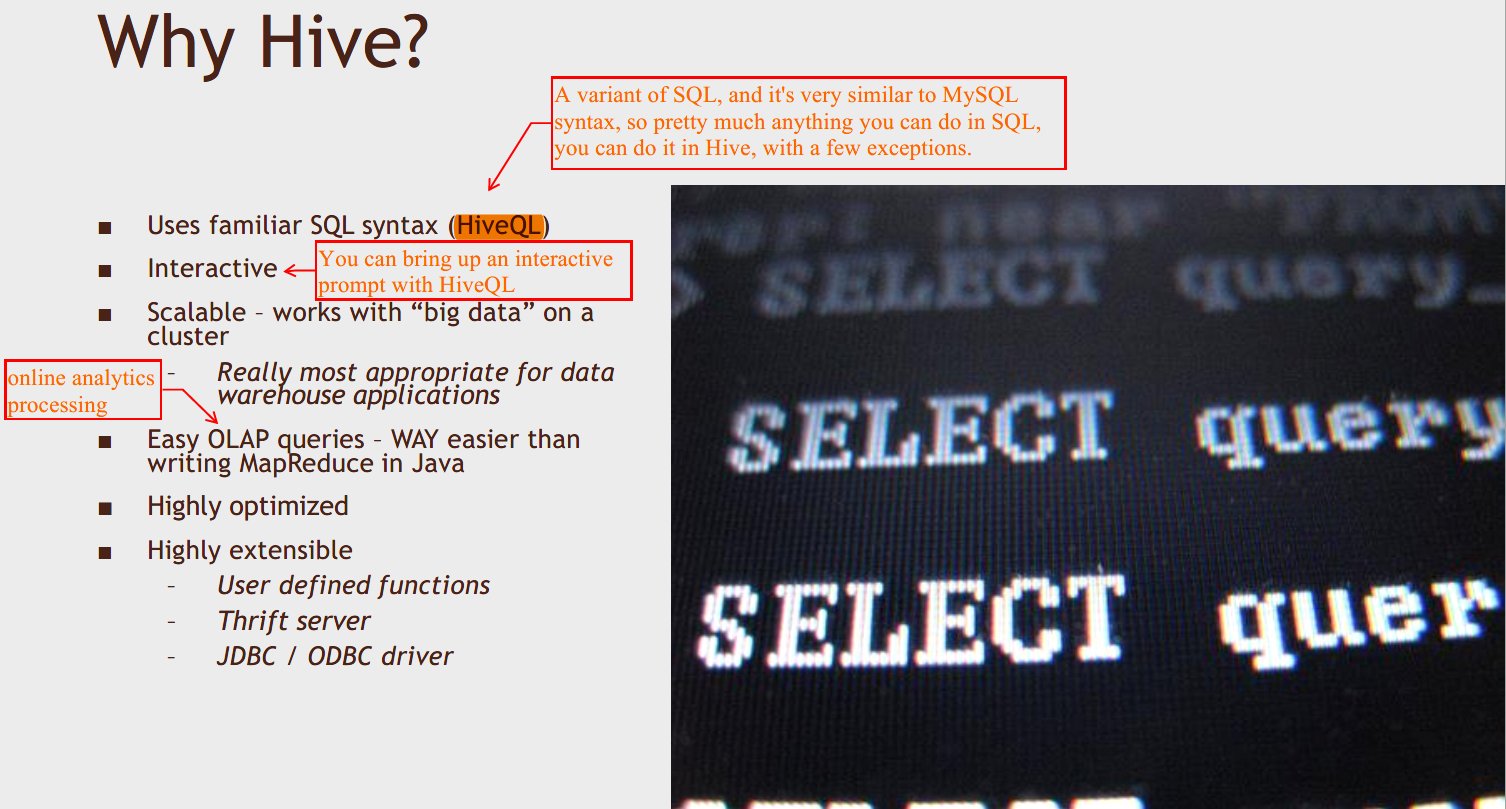 Why Hive?
A variant of SQL, and it's very similar to MySQL
syntax, so pretty much anything you can do in SQL,
you can do it in Hive, with a few exceptions.
■ Uses familiar SQL syntax (HiveQL)
■ Interactive
You can bring up an interactive
prompt with HiveQL
■ Scalable – works with “big data” on a
cluster
– Really most appropriate for data
warehouse applications
online analytics
processing
■ Easy OLAP queries – WAY easier than
writing MapReduce in Java
■ Highly optimized
■ Highly extensible
– User defined functions
– Thrift server
– JDBC / ODBC driver
SELECT query_
SELECT query
SELECT quer